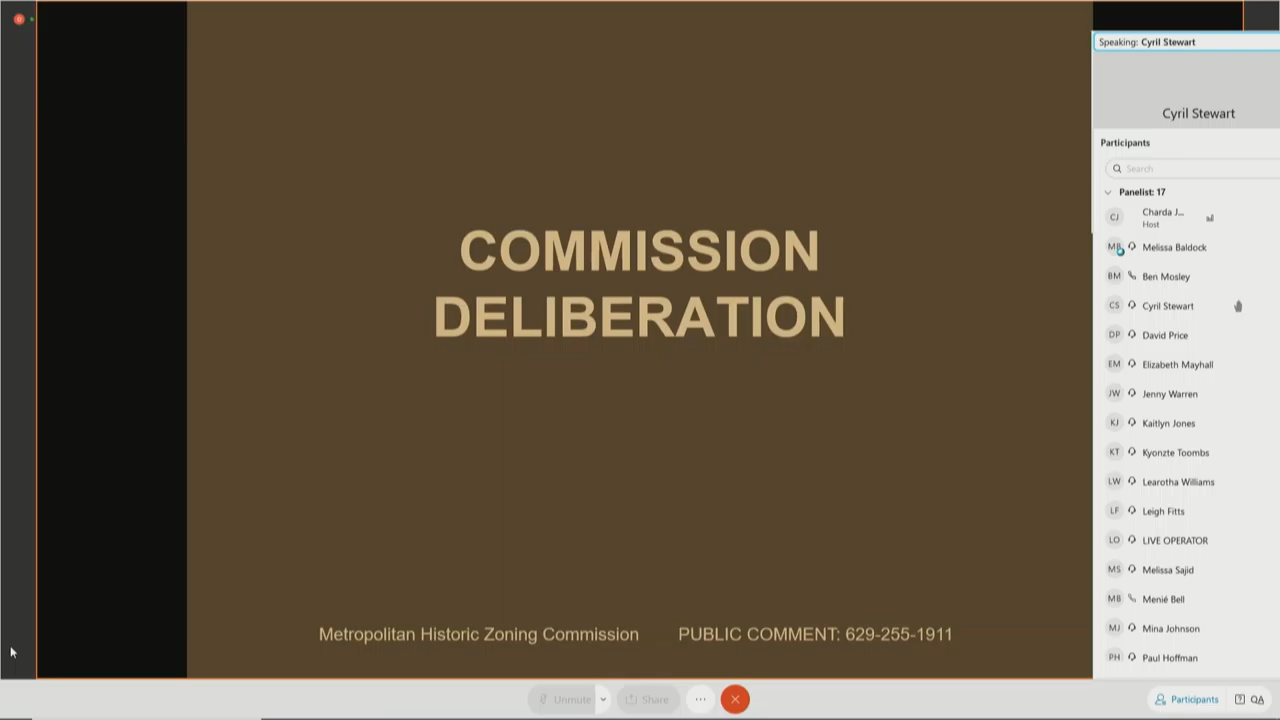 Speaking: Cyril Stewart
Cyril Stewart
Participants
Search
Panelist: 17
CJ Charda J...
Host
MB Melissa Baldock
BM Ben Mosley
CS Cyril Stewart
DP David Price
EM Elizabeth Mayhall
JW Jenny Warren
KJ Kaitlyn Jones
KT Kyonzte Toombs
LW Learotha Williams
LF Leigh Fitts
LO LIVE OPERATOR
MS Melissa Sajid
MB Menié Bell
MJ Mina Johnson
PH Paul Hoffman
COMMISSION
DELIBERATION
Metropolitan Historic Zoning Commission PUBLIC COMMENT: 629-255-1911
Unmute Share ... Participants ? QA